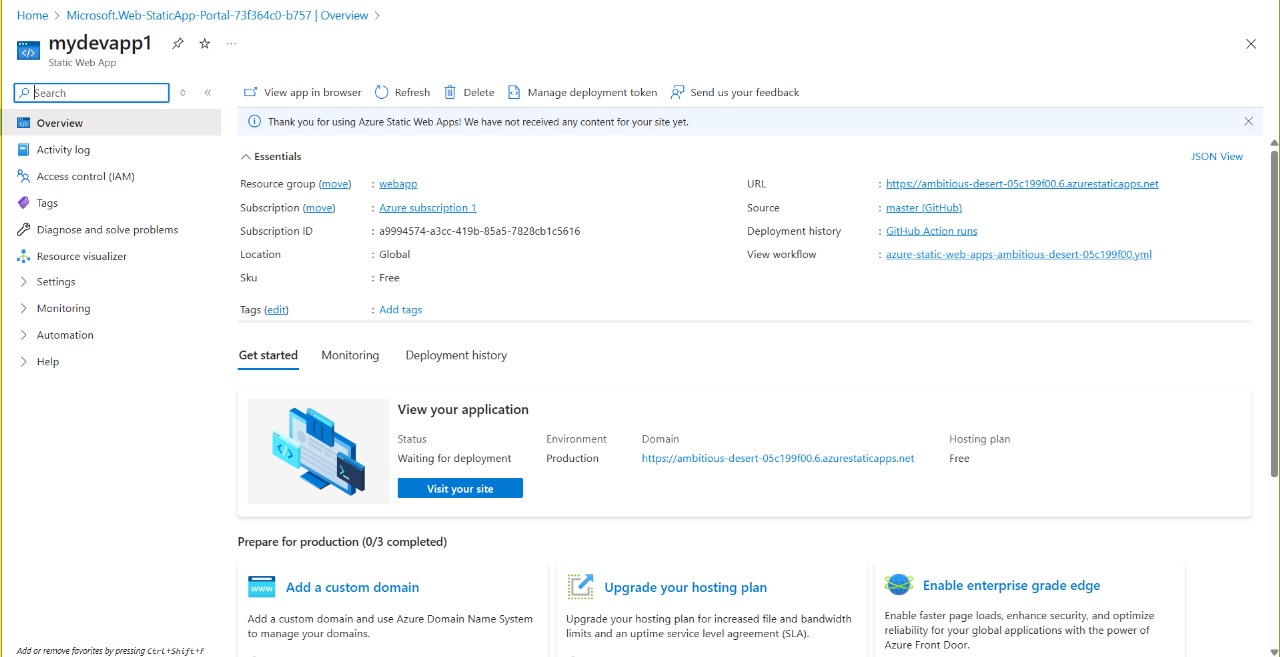 Home > Microsoft.Web-StaticApp-Portal-73f364c0-b757 | Overview >
mydevapp1
Static Web App
Search
Overview
Activity log
Access control (IAM)
Tags
Diagnose and solve problems
Resource visualizer
Settings
Monitoring
Automation
Help
Add or remove favorites by pressing Ctrl+Shift+F
View app in browser Refresh Delete Manage deployment token Send us your feedback
Thank you for using Azure Static Web Apps! We have not received any content for your site yet.
Essentials JSON View
Resource group (move) : webapp
Subscription (move) : Azure subscription 1
Subscription ID : a9994574-a3cc-419b-85a5-7828cb1c5616
Location : Global
Sku : Free
URL : https://ambitious-desert-05c199f00.6.azurestaticapps.net
Source : master (GitHub)
Deployment history : GitHub Action runs
View workflow : azure-static-web-apps-ambitious-desert-05c199f00.yml
Tags (edit) : Add tags
Get started Monitoring Deployment history
View your application
Status Environment Domain Hosting plan
Waiting for deployment Production https://ambitious-desert-05c199f00.6.azurestaticapps.net Free
Visit your site
Prepare for production (0/3 completed)
www
Add a custom domain
Add a custom domain and use Azure Domain Name System
to manage your domains.
Upgrade your hosting plan
Upgrade your hosting plan for increased file and bandwidth
limits and an uptime service level agreement (SLA).
Enable enterprise grade edge
Enable faster page loads, enhance security, and optimize
reliability for your global applications with the power of
Azure Front Door.